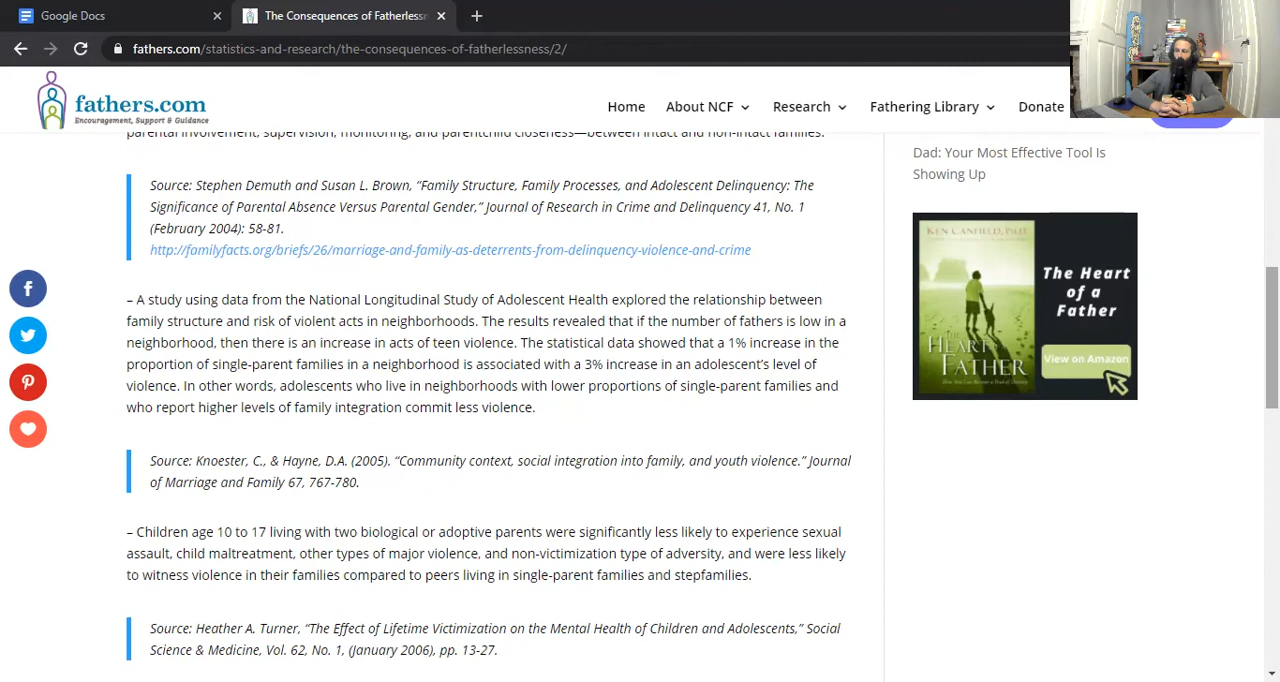 Google Docs
The Consequences of Fatherlessn
fathers.com/statistics-and-research/the-consequences-of-fatherlessness/2/
fathers.com
Encouragement, Support & Guidance
Home
About NCF
Research
Fathering Library
Donate
parental involvement, supervision, monitoring, and parentchild closeness—between intact and non-intact families.
Source: Stephen Demuth and Susan L. Brown, “Family Structure, Family Processes, and Adolescent Delinquency: The
Significance of Parental Absence Versus Parental Gender,” Journal of Research in Crime and Delinquency 41, No. 1
(February 2004): 58-81.
http://familyfacts.org/briefs/26/marriage-and-family-as-deterrents-from-delinquency-violence-and-crime
– A study using data from the National Longitudinal Study of Adolescent Health explored the relationship between
family structure and risk of violent acts in neighborhoods. The results revealed that if the number of fathers is low in a
neighborhood, then there is an increase in acts of teen violence. The statistical data showed that a 1% increase in the
proportion of single-parent families in a neighborhood is associated with a 3% increase in an adolescent’s level of
violence. In other words, adolescents who live in neighborhoods with lower proportions of single-parent families and
who report higher levels of family integration commit less violence.
Source: Knoester, C., & Hayne, D.A. (2005). “Community context, social integration into family, and youth violence.” Journal
of Marriage and Family 67, 767-780.
– Children age 10 to 17 living with two biological or adoptive parents were significantly less likely to experience sexual
assault, child maltreatment, other types of major violence, and non-victimization type of adversity, and were less likely
to witness violence in their families compared to peers living in single-parent families and stepfamilies.
Source: Heather A. Turner, “The Effect of Lifetime Victimization on the Mental Health of Children and Adolescents,” Social
Science & Medicine, Vol. 62, No. 1, (January 2006), pp. 13-27.
Dad: Your Most Effective Tool Is
Showing Up
KEN CANFIELD, PH.D.
THE HEART
OF A
FATHER
The Heart
of a
Father
View on Amazon